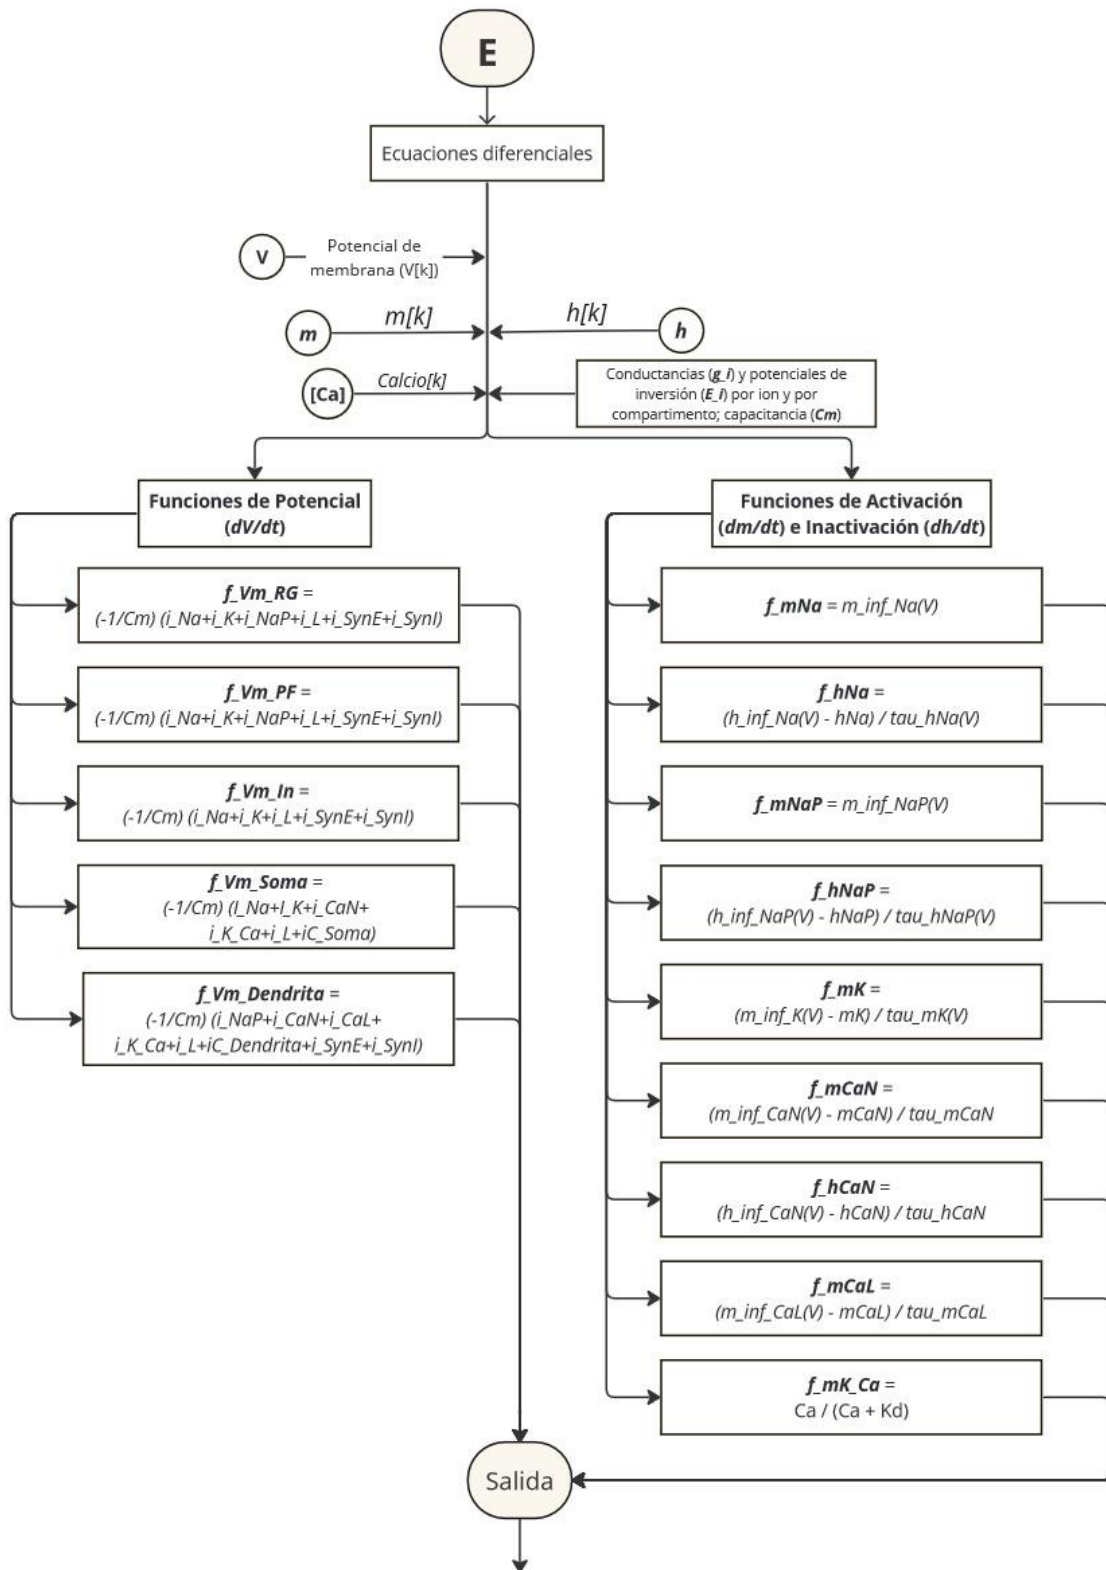 E
Ecuaciones diferenciales
V
Potencial de
membrana (V[k])
m
m[k]
h[k]
h
[Ca]
Calcio[k]
Conductancias (g_i) y potenciales de
inversión (E_i) por ion y por
compartimento; capacitancia (Cm)
Funciones de Potencial
(dV/dt)
f_Vm_RG =
(-1/Cm) (i_Na+i_K+i_NaP+i_L+i_SynE+i_SynI)
f_Vm_PF =
(-1/Cm) (i_Na+i_K+i_NaP+i_L+i_SynE+i_SynI)
f_Vm_In =
(-1/Cm) (i_Na+i_K+i_L+i_SynE+i_SynI)
f_Vm_Soma =
(-1/Cm) (I_Na+I_K+i_CaN+
i_K_Ca+i_L+iC_Soma)
f_Vm_Dendrita =
(-1/Cm) (i_NaP+i_CaN+i_CaL+
i_K_Ca+i_L+iC_Dendrita+i_SynE+i_SynI)
Funciones de Activación
(dm/dt) e Inactivación (dh/dt)
f_mNa = m_inf_Na(V)
f_hNa =
(h_inf_Na(V) - hNa) / tau_hNa(V)
f_mNaP = m_inf_NaP(V)
f_hNaP =
(h_inf_NaP(V) - hNaP) / tau_hNaP(V)
f_mK =
(m_inf_K(V) - mK) / tau_mK(V)
f_mCaN =
(m_inf_CaN(V) - mCaN) / tau_mCaN
f_hCaN =
(h_inf_CaN(V) - hCaN) / tau_hCaN
f_mCaL =
(m_inf_CaL(V) - mCaL) / tau_mCaL
f_mK_Ca =
Ca / (Ca + Kd)
Salida